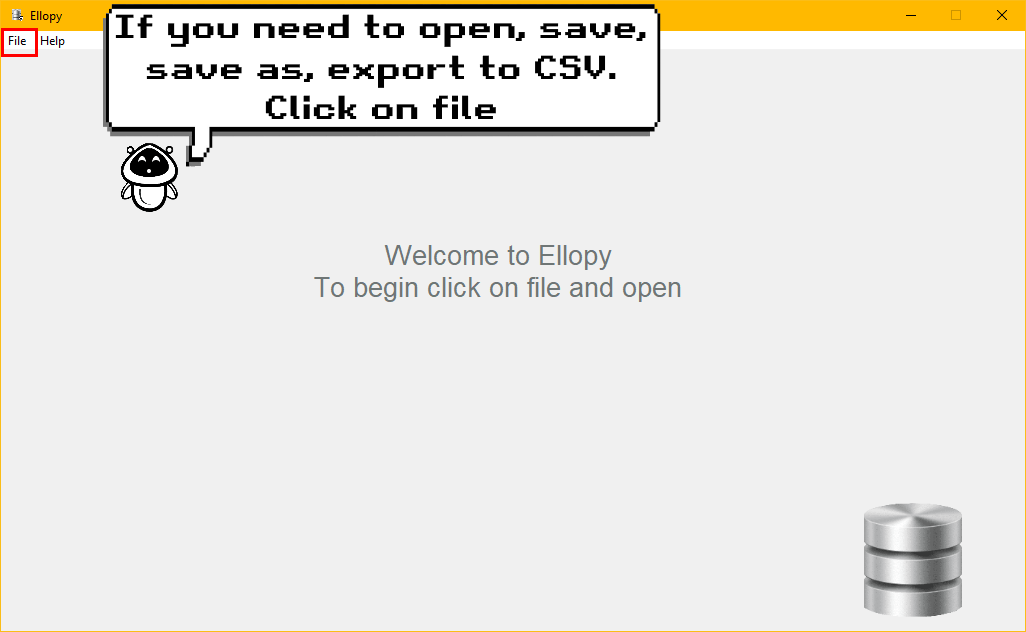 Ellopy
File Help
If you need to open, save,
save as, export to CSV.
Click on file
Welcome to Ellopy
To begin click on file and open